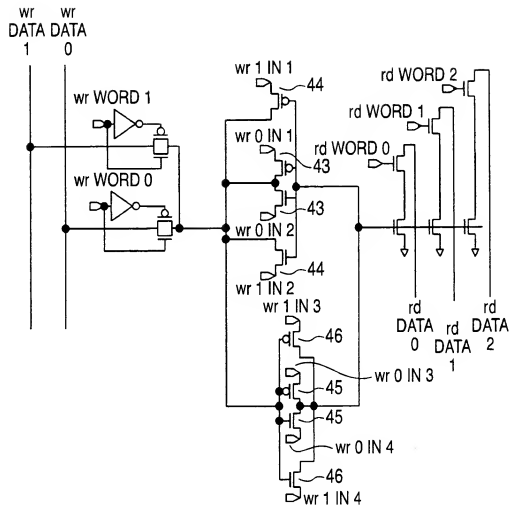 wr
DATA
1
wr
DATA
0
wr WORD 1
wr WORD 0
wr 1 IN 1
44
wr 0 IN 1
43
43
wr 0 IN 2
44
wr 1 IN 2
rd WORD 2
rd WORD 1
rd WORD 0
wr 1 IN 3
46
wr 0 IN 3
45
45
wr 0 IN 4
46
wr 1 IN 4
rd
DATA
0
rd
DATA
1
rd
DATA
2